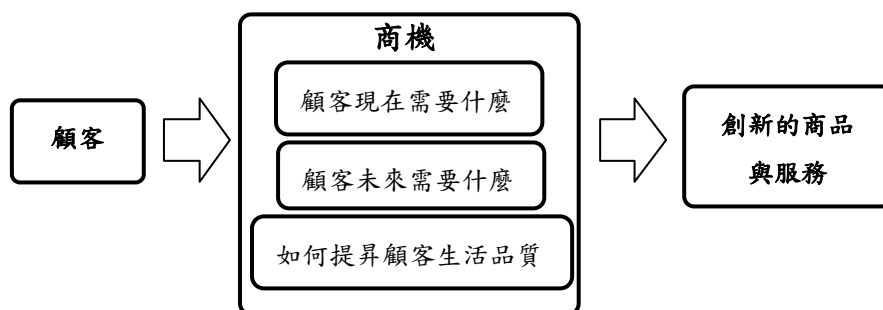 顧客
商機
顧客現在需要什麼
顧客未來需要什麼
如何提昇顧客生活品質
創新的商品
與服務